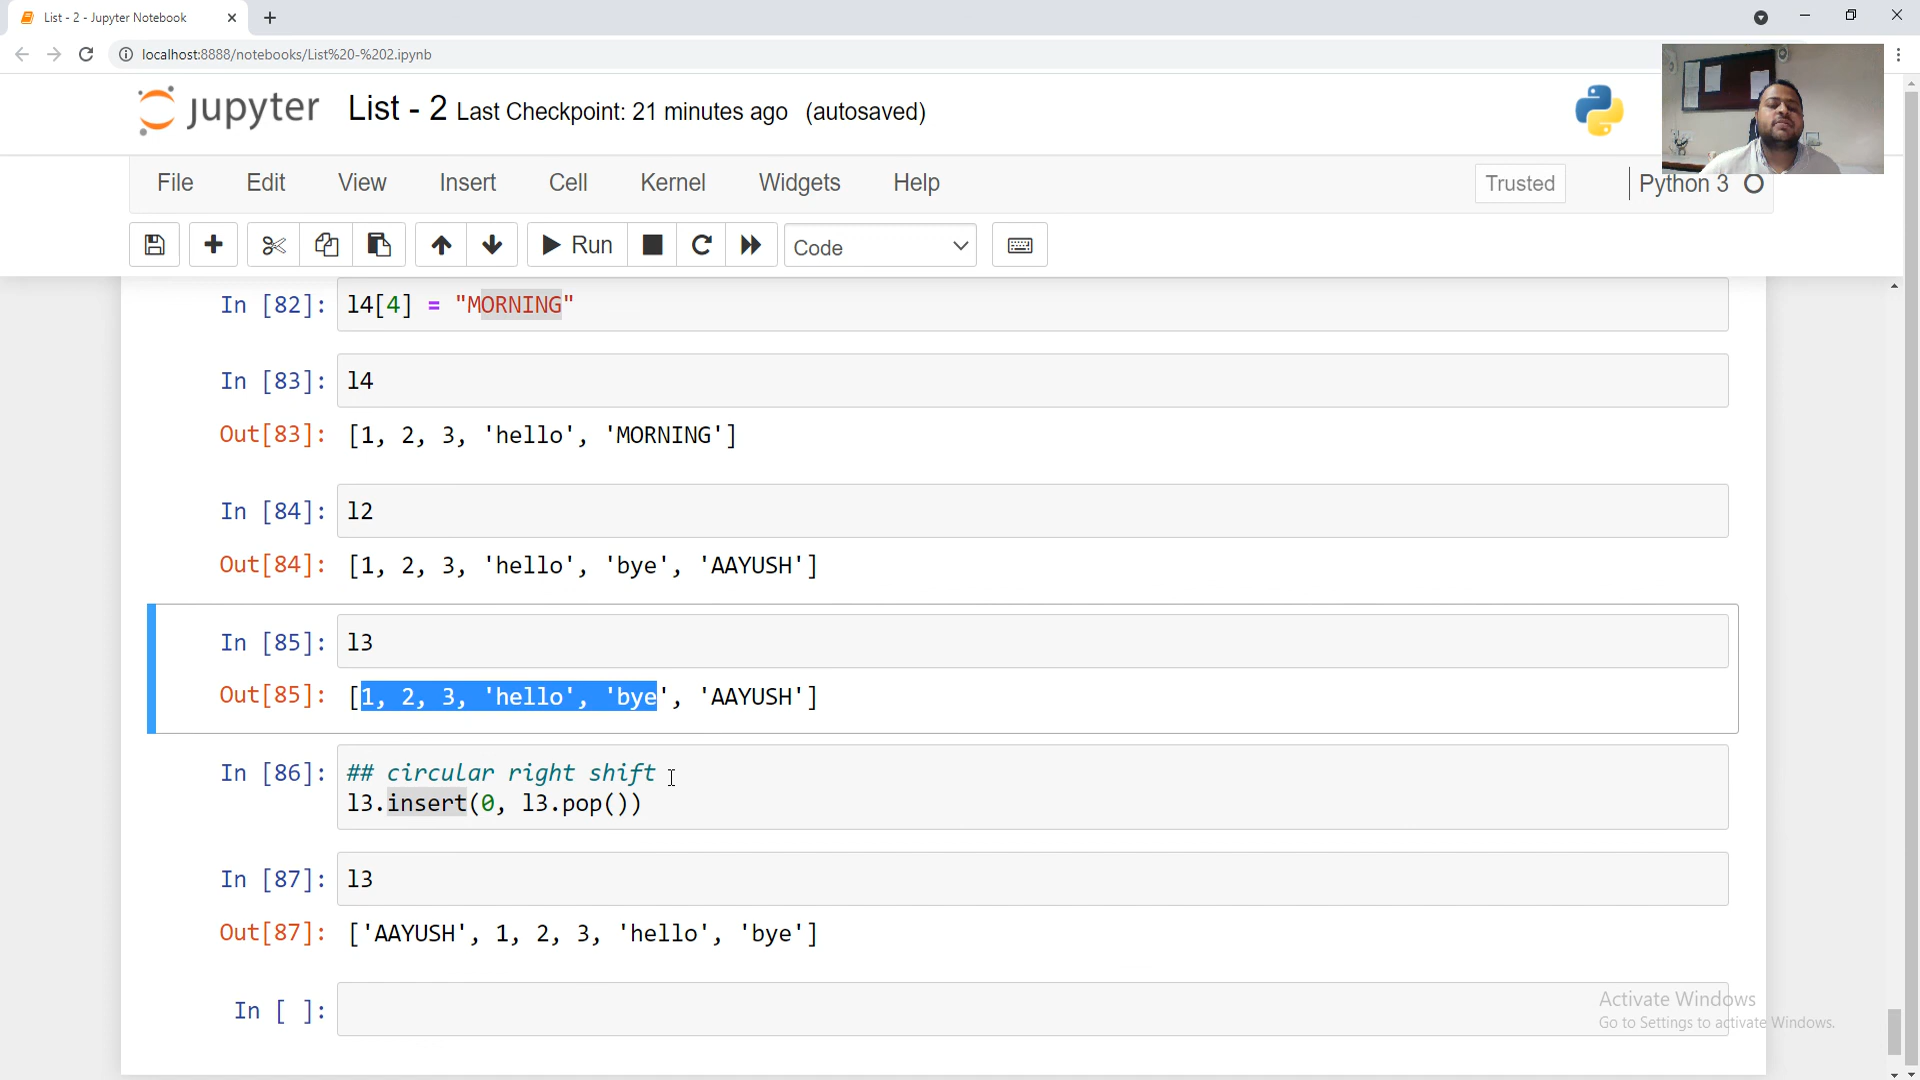 List - 2 - Jupyter Notebook
localhost:8888/notebooks/List%20-%202.ipynb
jupyter List - 2 Last Checkpoint: 21 minutes ago (autosaved)
File Edit View Insert Cell Kernel Widgets Help Trusted Python 3
Run Code
In [82]: l4[4] = "MORNING"
In [83]: l4
Out[83]: [1, 2, 3, 'hello', 'MORNING']
In [84]: l2
Out[84]: [1, 2, 3, 'hello', 'bye', 'AAYUSH']
In [85]: l3
Out[85]: [1, 2, 3, 'hello', 'bye', 'AAYUSH']
In [86]: ## circular right shift
l3.insert(0, l3.pop())
In [87]: l3
Out[87]: ['AAYUSH', 1, 2, 3, 'hello', 'bye']
In [ ]:
Activate Windows
Go to Settings to activate Windows.